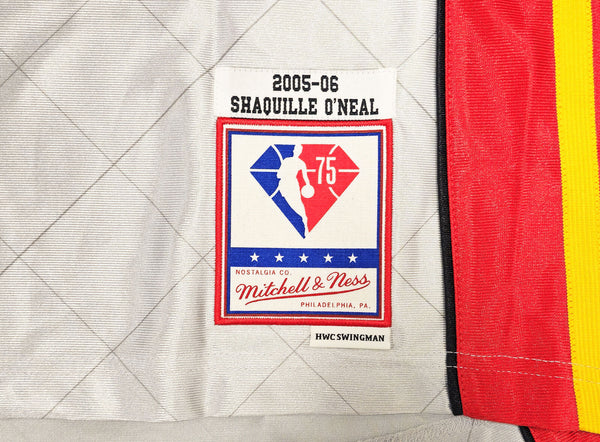 2005-06
SHAQUILLE O'NEAL
75
NOSTALGIA CO.
Mitchell & Ness
PHILADELPHIA, PA.
HWC SWINGMAN